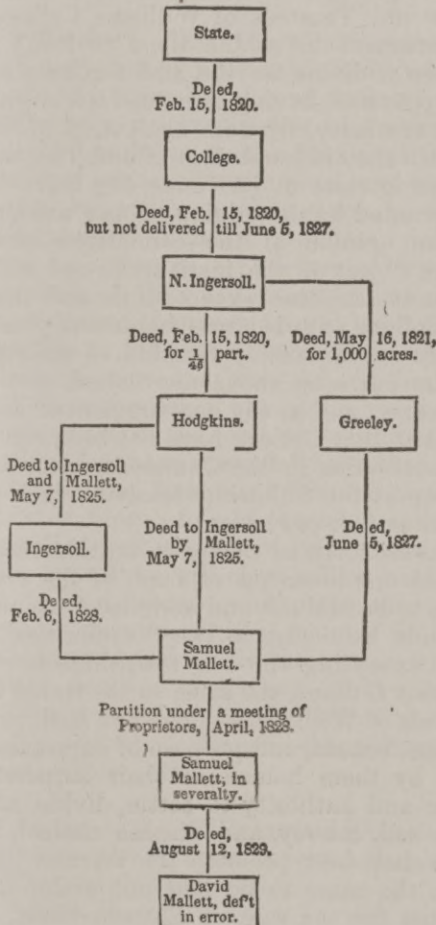 State.
Deed,
Feb. 15, 1820.
College.
Deed, Feb. 15, 1820,
but not delivered till June 5, 1827.
N. Ingersoll.
Deed, Feb. 15, 1820,
for part.
Deed, May 16, 1821,
for 1,000 acres.
Hodgkins.
Greeley.
Deed to Ingersoll
and Mallett,
May 7, 1825.
Ingersoll.
Deed to Ingersoll
by Mallett,
May 7, 1825.
Deed,
June 5, 1827.
Deed,
Feb. 6, 1828.
Samuel
Mallett.
Partition under a meeting of
Proprietors, April, 1828.
Samuel
Mallett, in
severalty.
Deed,
August 12, 1829.
David
Mallett, def't
in error.